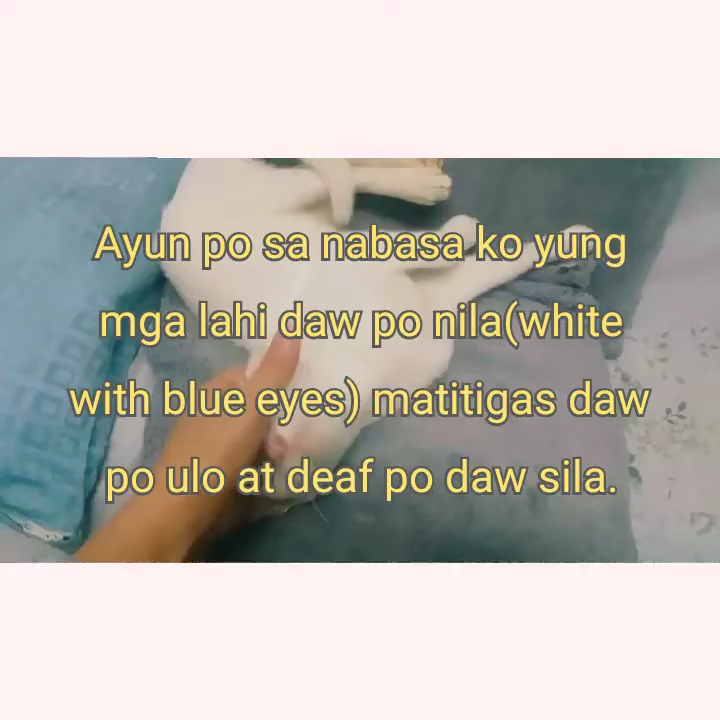 Ayun po sa nabasa ko yung
mga lahi daw po nila(white
with blue eyes) matitigas daw
po ulo at deaf po daw sila.